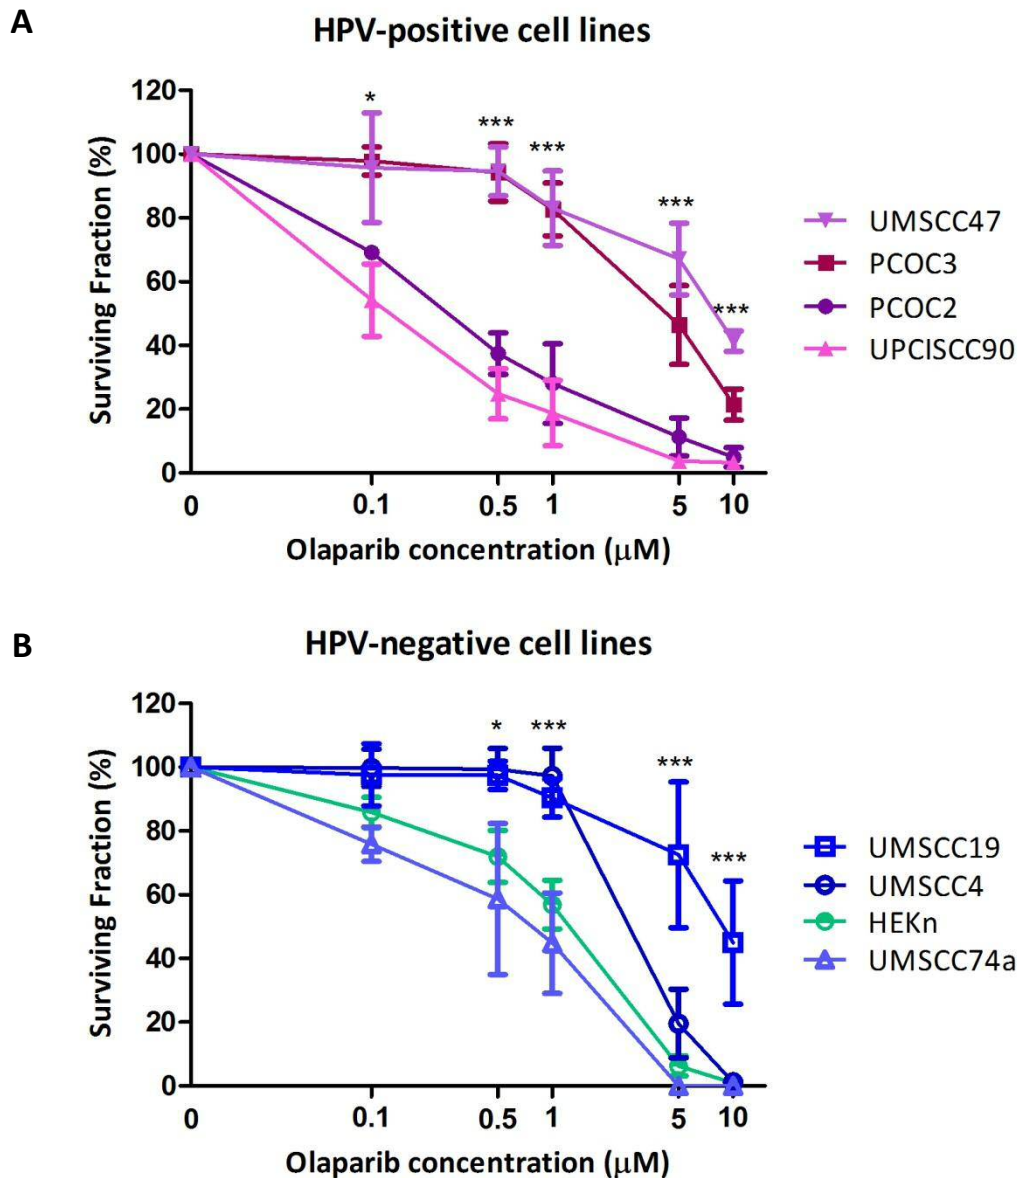 A
HPV-positive cell lines
120
100
80
60
40
20
0
Surviving Fraction (%)
*
***
***
***
***
0 0.1 0.5 1 5 10
Olaparib concentration (µM)
UMSCC47
PCOC3
PCOC2
UPCISCC90
B
HPV-negative cell lines
120
100
80
60
40
20
0
Surviving Fraction (%)
*
***
***
***
0 0.1 0.5 1 5 10
Olaparib concentration (µM)
UMSCC19
UMSCC4
HEKn
UMSCC74a